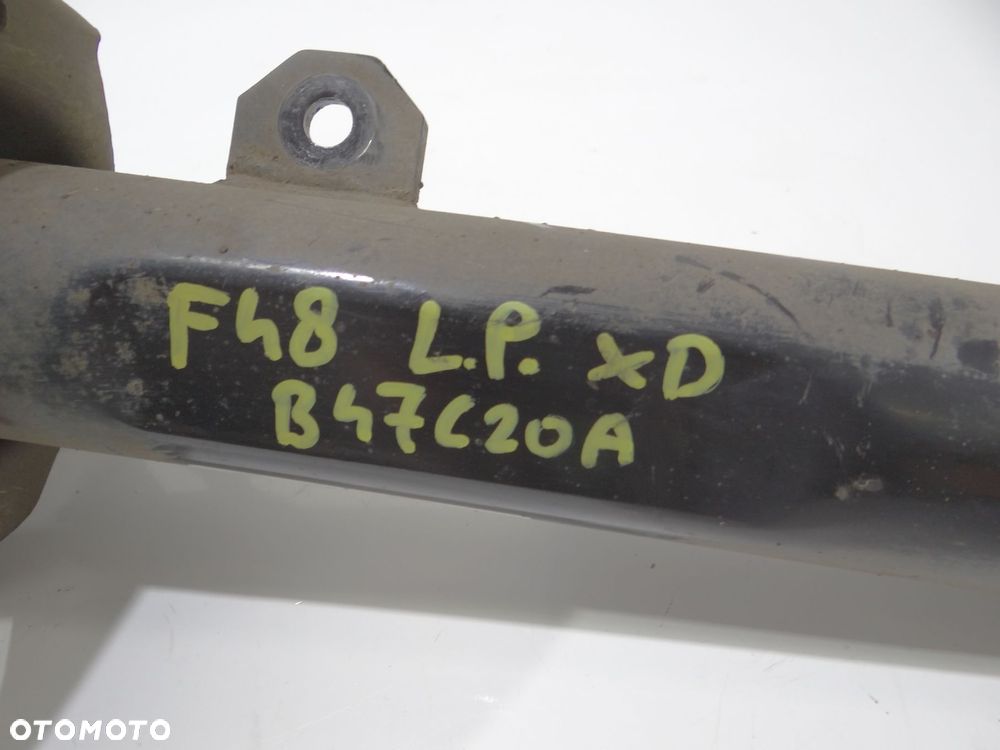 F48 L.P. XD
B47C20A
OTOMOTO